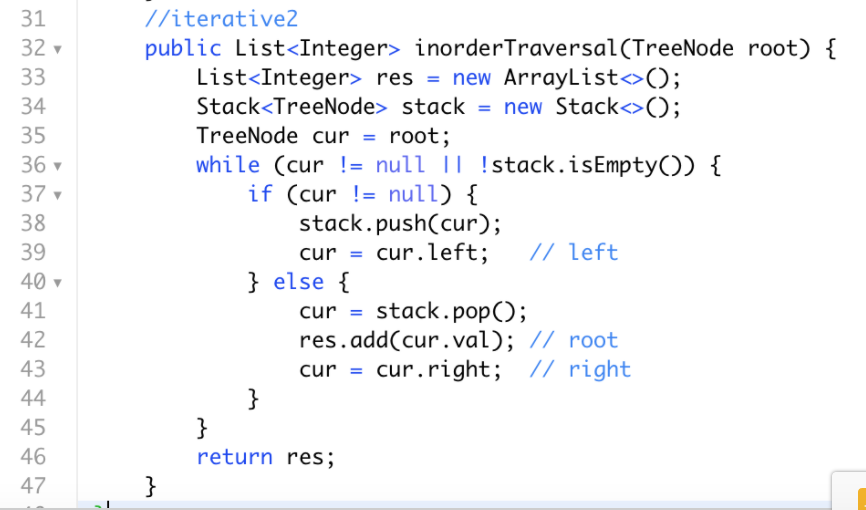 31 //iterative2
32 public List<Integer> inorderTraversal(TreeNode root) {
33 List<Integer> res = new ArrayList<>();
34 Stack<TreeNode> stack = new Stack<>();
35 TreeNode cur = root;
36 while (cur != null || !stack.isEmpty()) {
37 if (cur != null) {
38 stack.push(cur);
39 cur = cur.left; // left
40 } else {
41 cur = stack.pop();
42 res.add(cur.val); // root
43 cur = cur.right; // right
44 }
45 }
46 return res;
47 }